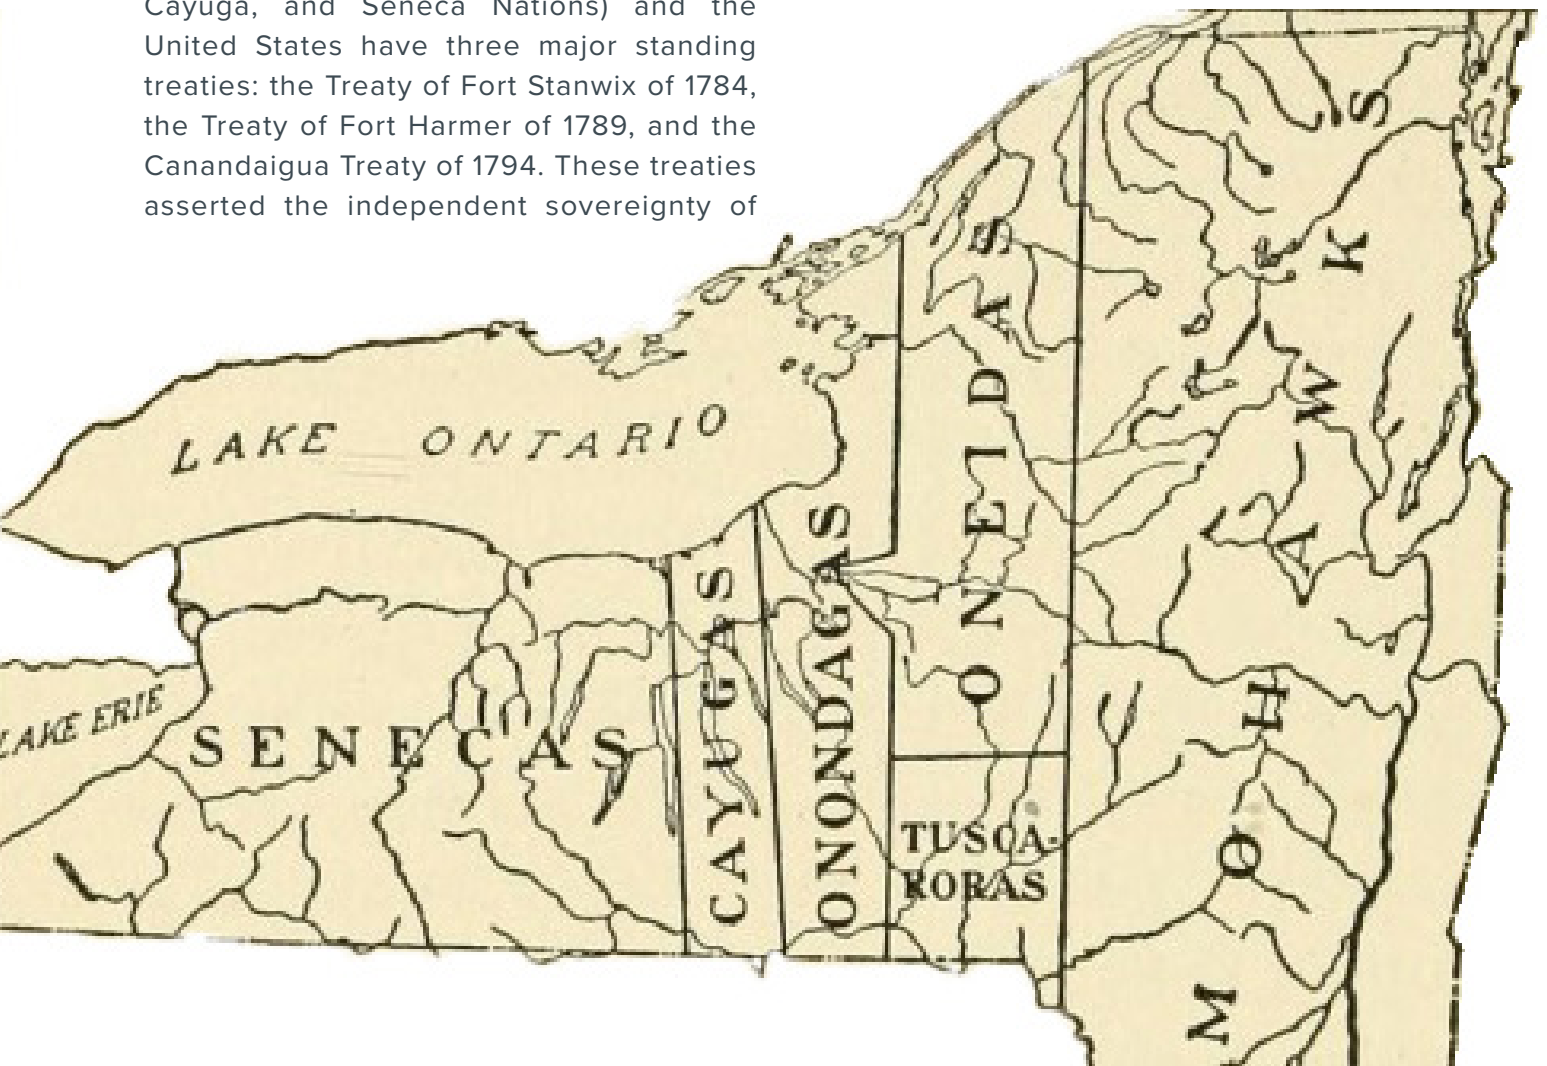 Cayuga, and Seneca Nations) and the
United States have three major standing
treaties: the Treaty of Fort Stanwix of 1784,
the Treaty of Fort Harmer of 1789, and the
Canandaigua Treaty of 1794. These treaties
asserted the independent sovereignty of
LAKE ONTARIO
LAKE ERIE
SENECAS
CAYUGAS
ONONDAGAS
ONEIDAS
TUSCA-
RORAS
MOHAWKS